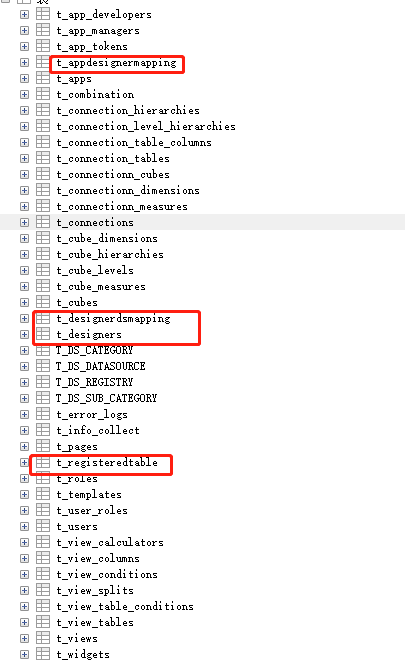 表
t_app_developers
t_app_managers
t_app_tokens
t_appdesignermapping
t_apps
t_combination
t_connection_hierarchies
t_connection_level_hierarchies
t_connection_table_columns
t_connection_tables
t_connectionn_cubes
t_connectionn_dimensions
t_connectionn_measures
t_connections
t_cube_dimensions
t_cube_hierarchies
t_cube_levels
t_cube_measures
t_cubes
t_designerdsmapping
t_designers
T_DS_CATEGORY
T_DS_DATASOURCE
T_DS_REGISTRY
T_DS_SUB_CATEGORY
t_error_logs
t_info_collect
t_pages
t_registeredtable
t_roles
t_templates
t_user_roles
t_users
t_view_calculators
t_view_columns
t_view_conditions
t_view_splits
t_view_table_conditions
t_view_tables
t_views
t_widgets